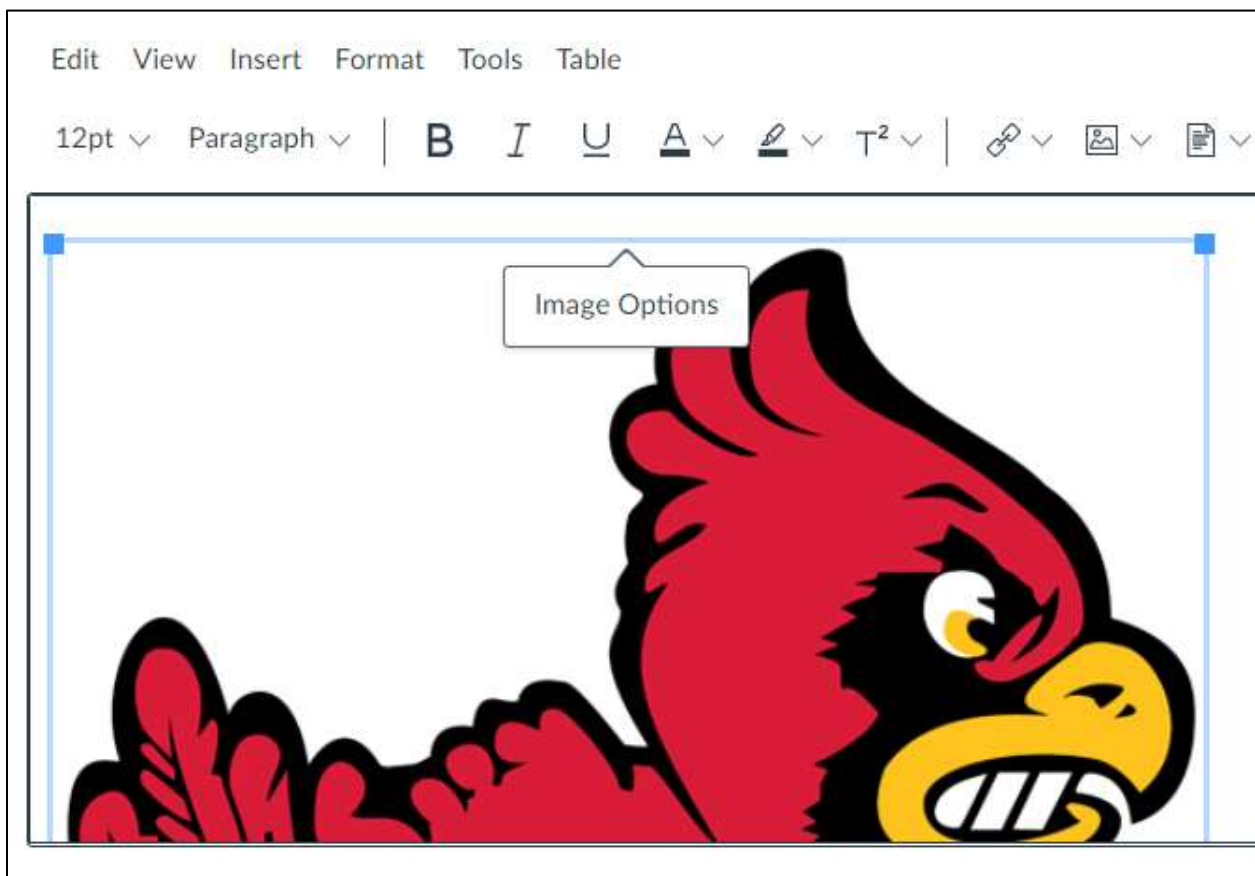 Edit View Insert Format Tools Table
12pt Paragraph B I U A T²
Image Options